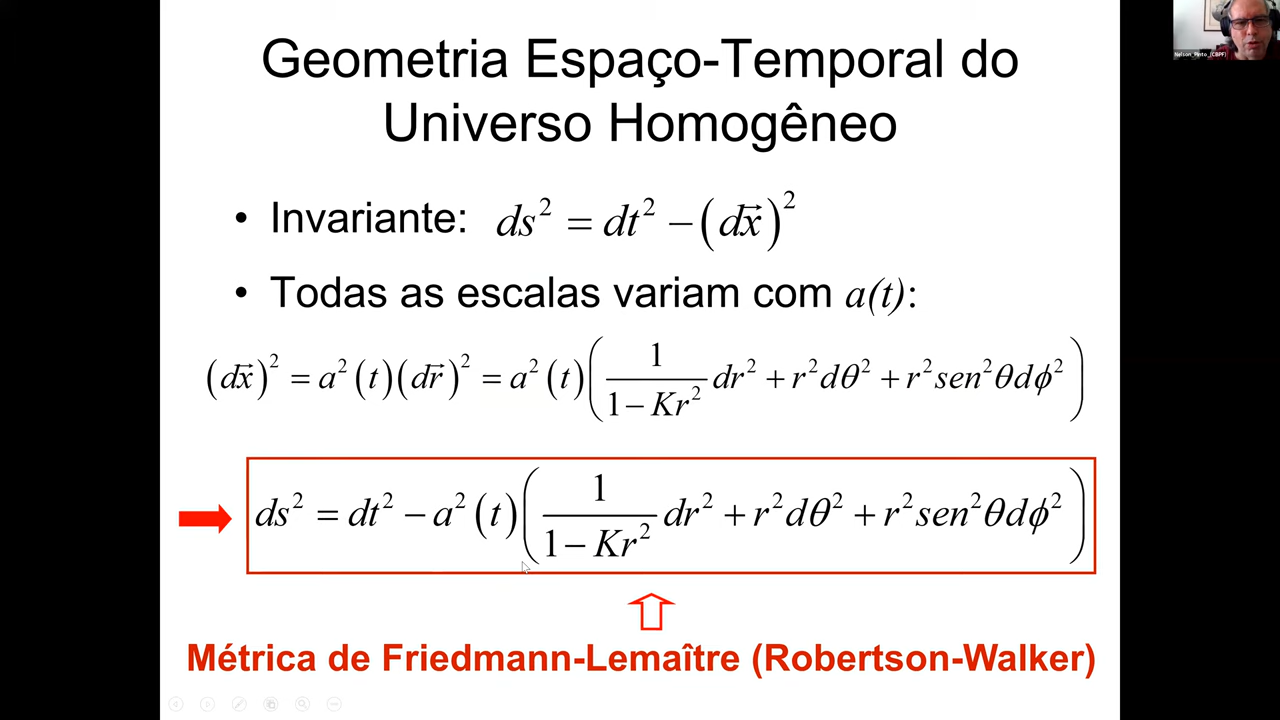 Geometria Espaço-Temporal do
Universo Homogêneo
• Invariante: ds² = dt² − (dx⃗)²
• Todas as escalas variam com a(t):
(dx⃗)² = a²(t)(dr⃗)² = a²(t)(1/(1 − Kr²) dr² + r²dθ² + r²sen²θdϕ²)
ds² = dt² − a²(t)(1/(1 − Kr²) dr² + r²dθ² + r²sen²θdϕ²)
Métrica de Friedmann-Lemaître (Robertson-Walker)
Nelson_Pinto_(CBPF)